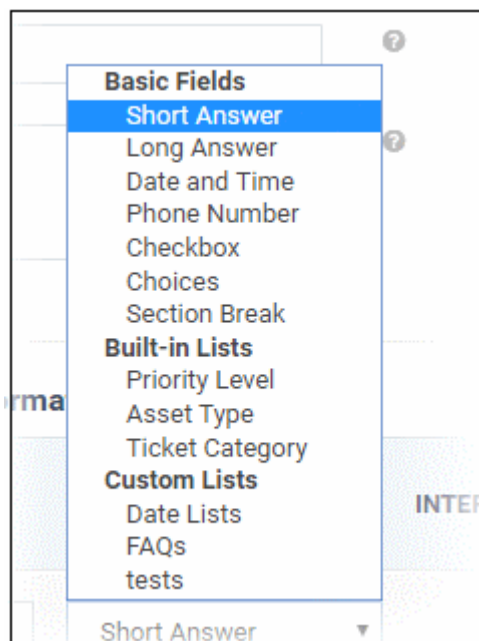 Basic Fields
Short Answer
Long Answer
Date and Time
Phone Number
Checkbox
Choices
Section Break
Built-in Lists
Priority Level
Asset Type
Ticket Category
Custom Lists
Date Lists
FAQs
tests
Short Answer